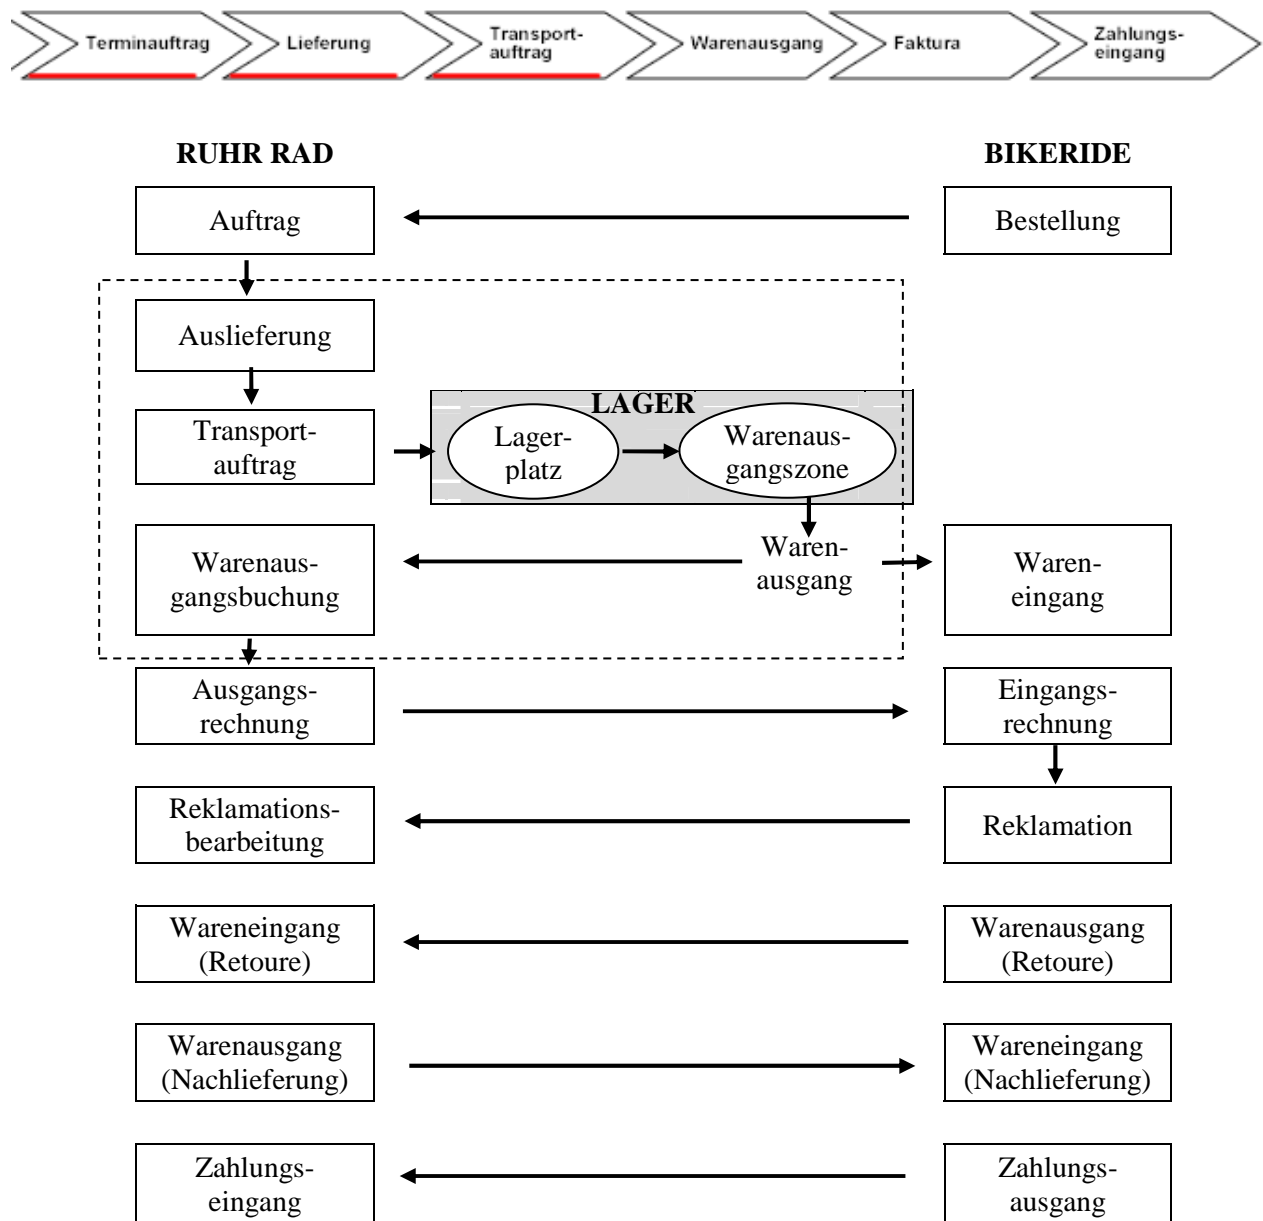 Terminauftrag
Lieferung
Transport-
auftrag
Warenausgang
Faktura
Zahlungs-
eingang
RUHR RAD
BIKERIDE
Auftrag
Bestellung
Auslieferung
LAGER
Transport-
auftrag
Lager-
platz
Warenaus-
gangszone
Warenaus-
gangsbuchung
Waren-
ausgang
Waren-
eingang
Ausgangs-
rechnung
Eingangs-
rechnung
Reklamations-
bearbeitung
Reklamation
Wareneingang
(Retoure)
Warenausgang
(Retoure)
Warenausgang
(Nachlieferung)
Wareneingang
(Nachlieferung)
Zahlungs-
eingang
Zahlungs-
ausgang